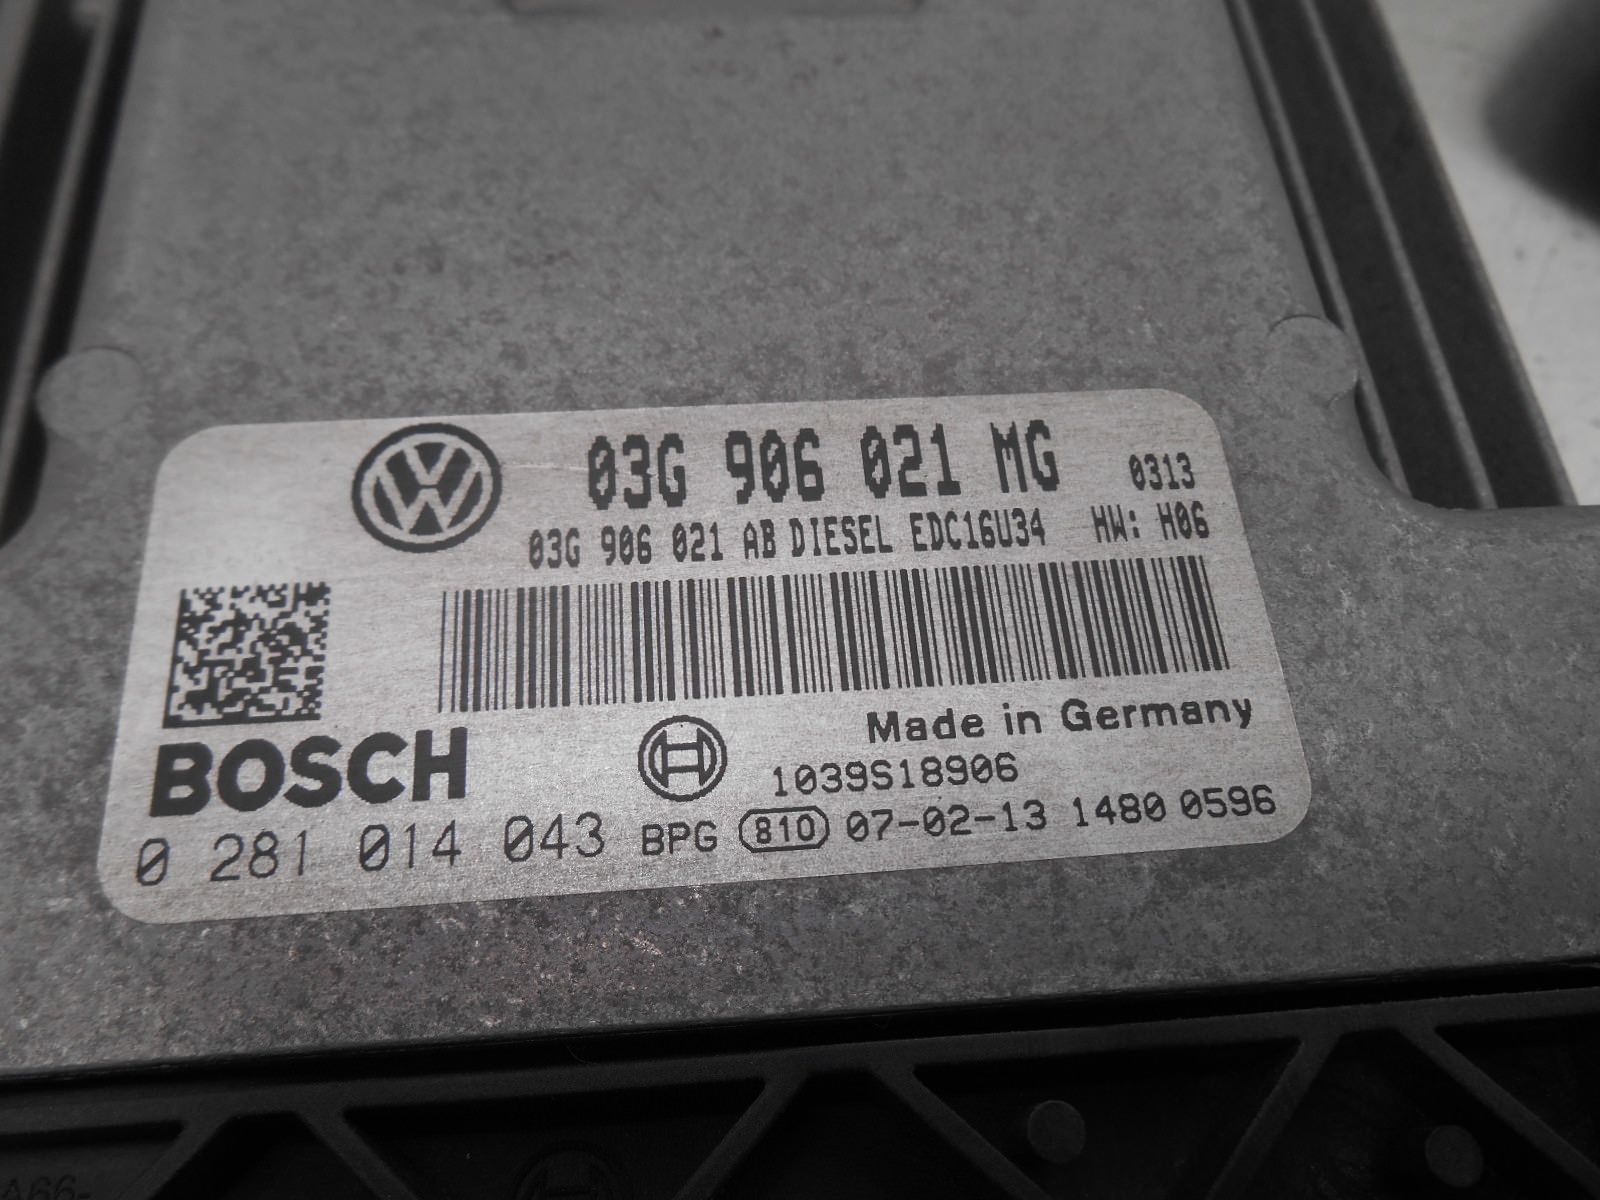 03G 906 021 MG 0313
03G 906 021 AB DIESEL EDC16U34 HW: H06
Made in Germany
BOSCH
1039S18906
0 281 014 043 BPG 810 07-02-13 1480 0596